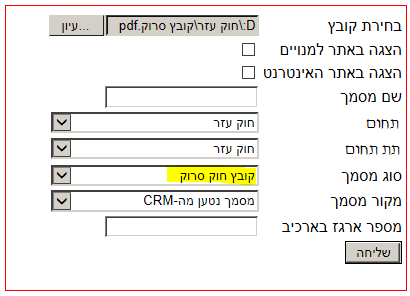 בחירת קובץ D:\חוק עזר\קובץ סרוק.pdf עיון...
הצגה באתר למנויים
הצגה באתר האינטרנט
שם מסמך
תחום חוק עזר
תת תחום חוק עזר
סוג מסמך קובץ חוק סרוק
מקור מסמך מסמך נטען מה-CRM
מספר ארגז בארכיב
שליחה